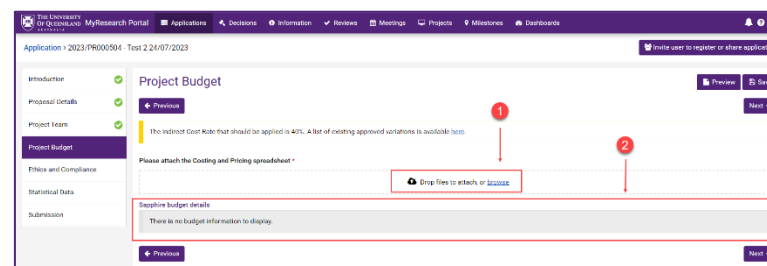 THE UNIVERSITY
OF QUEENSLAND
AUSTRALIA
MyResearch Portal Applications Decisions Information Reviews Meetings Projects Milestones Dashboards
Application > 2023/PR000504 - Test 2 24/07/2023
Invite user to register or share applicat
Introduction
Proposal Details
Project Team
Project Budget
Ethics and Compliance
Statistical Data
Submission
Project Budget
Preview
Sav
Previous
Next
1
The Indirect Cost Rate that should be applied is 40%. A list of existing approved variations is available here.
2
Please attach the Costing and Pricing spreadsheet *
Drop files to attach, or browse
Sapphire budget details
There is no budget information to display.
Previous
Next